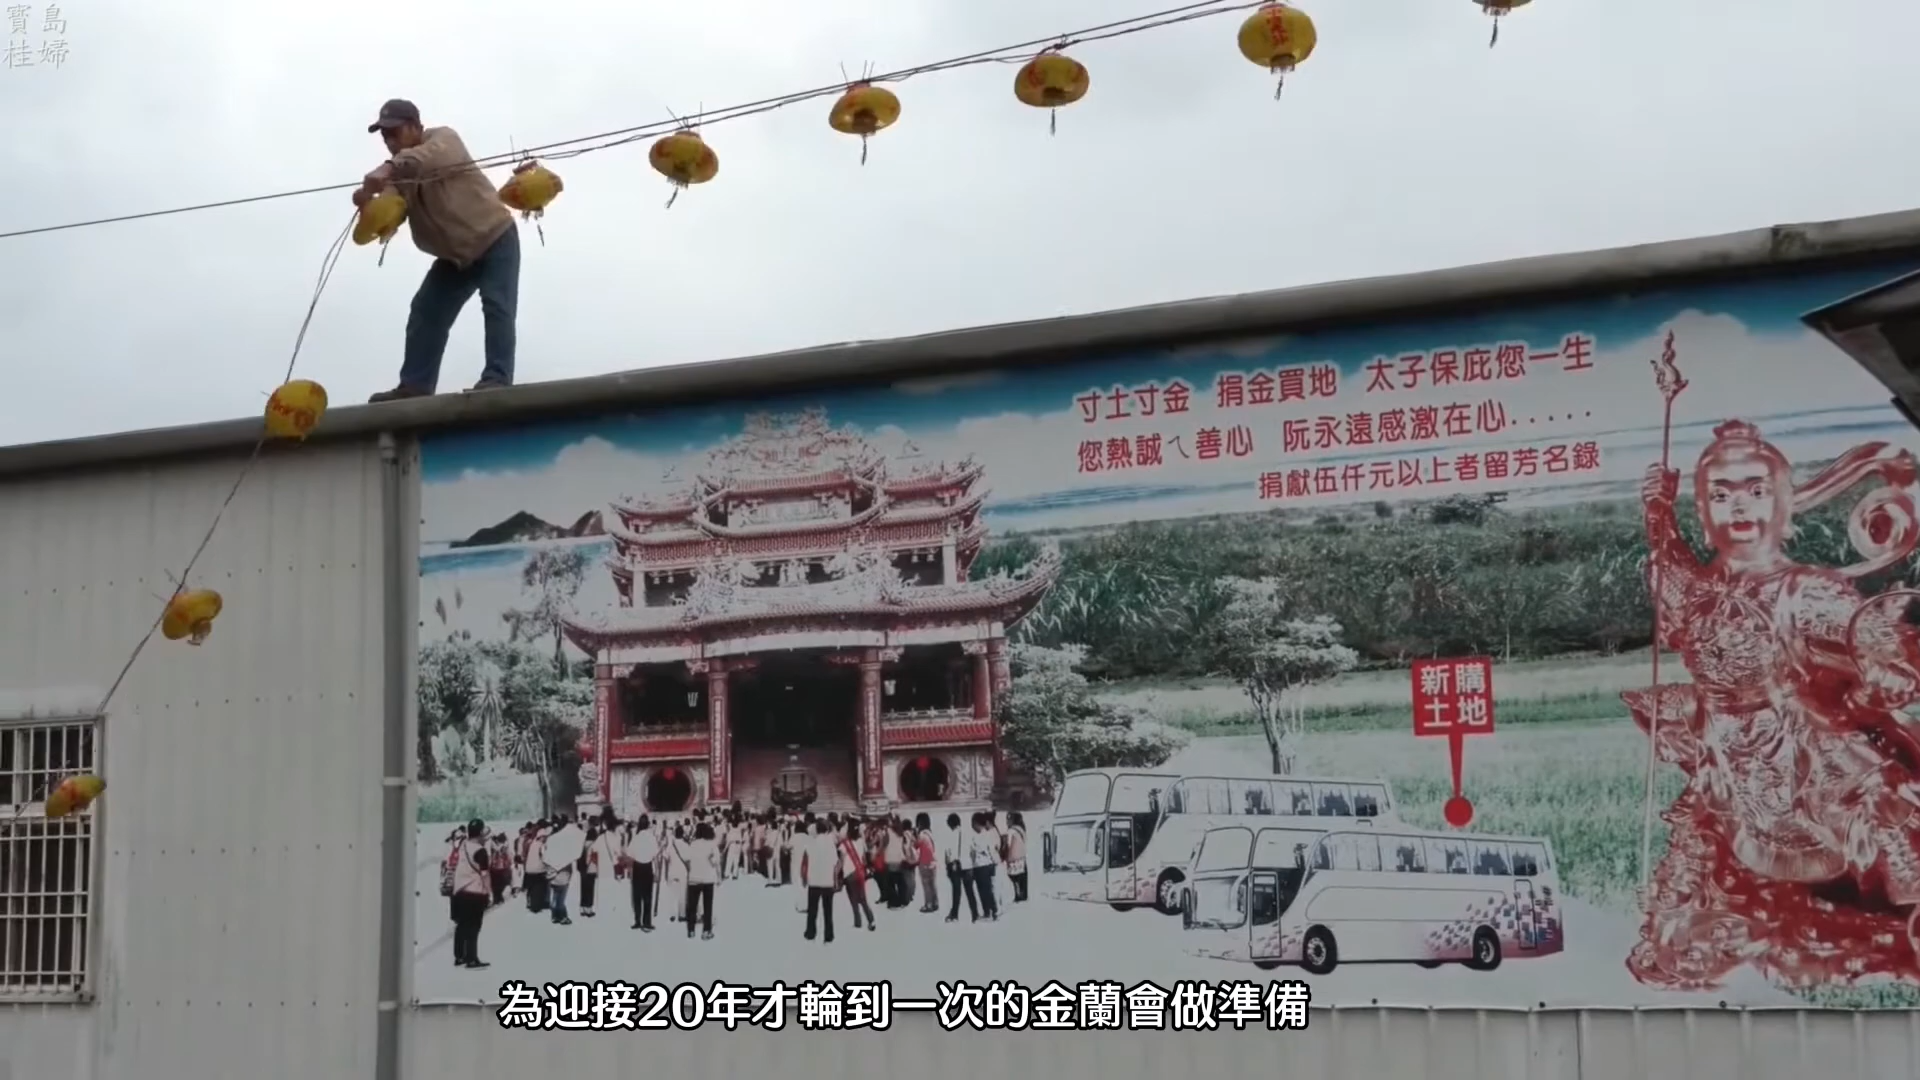 寶島
桂婦
寸土寸金 捐金買地 太子保庇您一生
您熱誠ㄟ善心 阮永遠感激在心.....
捐獻伍仟元以上者留芳名錄
新購
土地
為迎接20年才輪到一次的金蘭會做準備